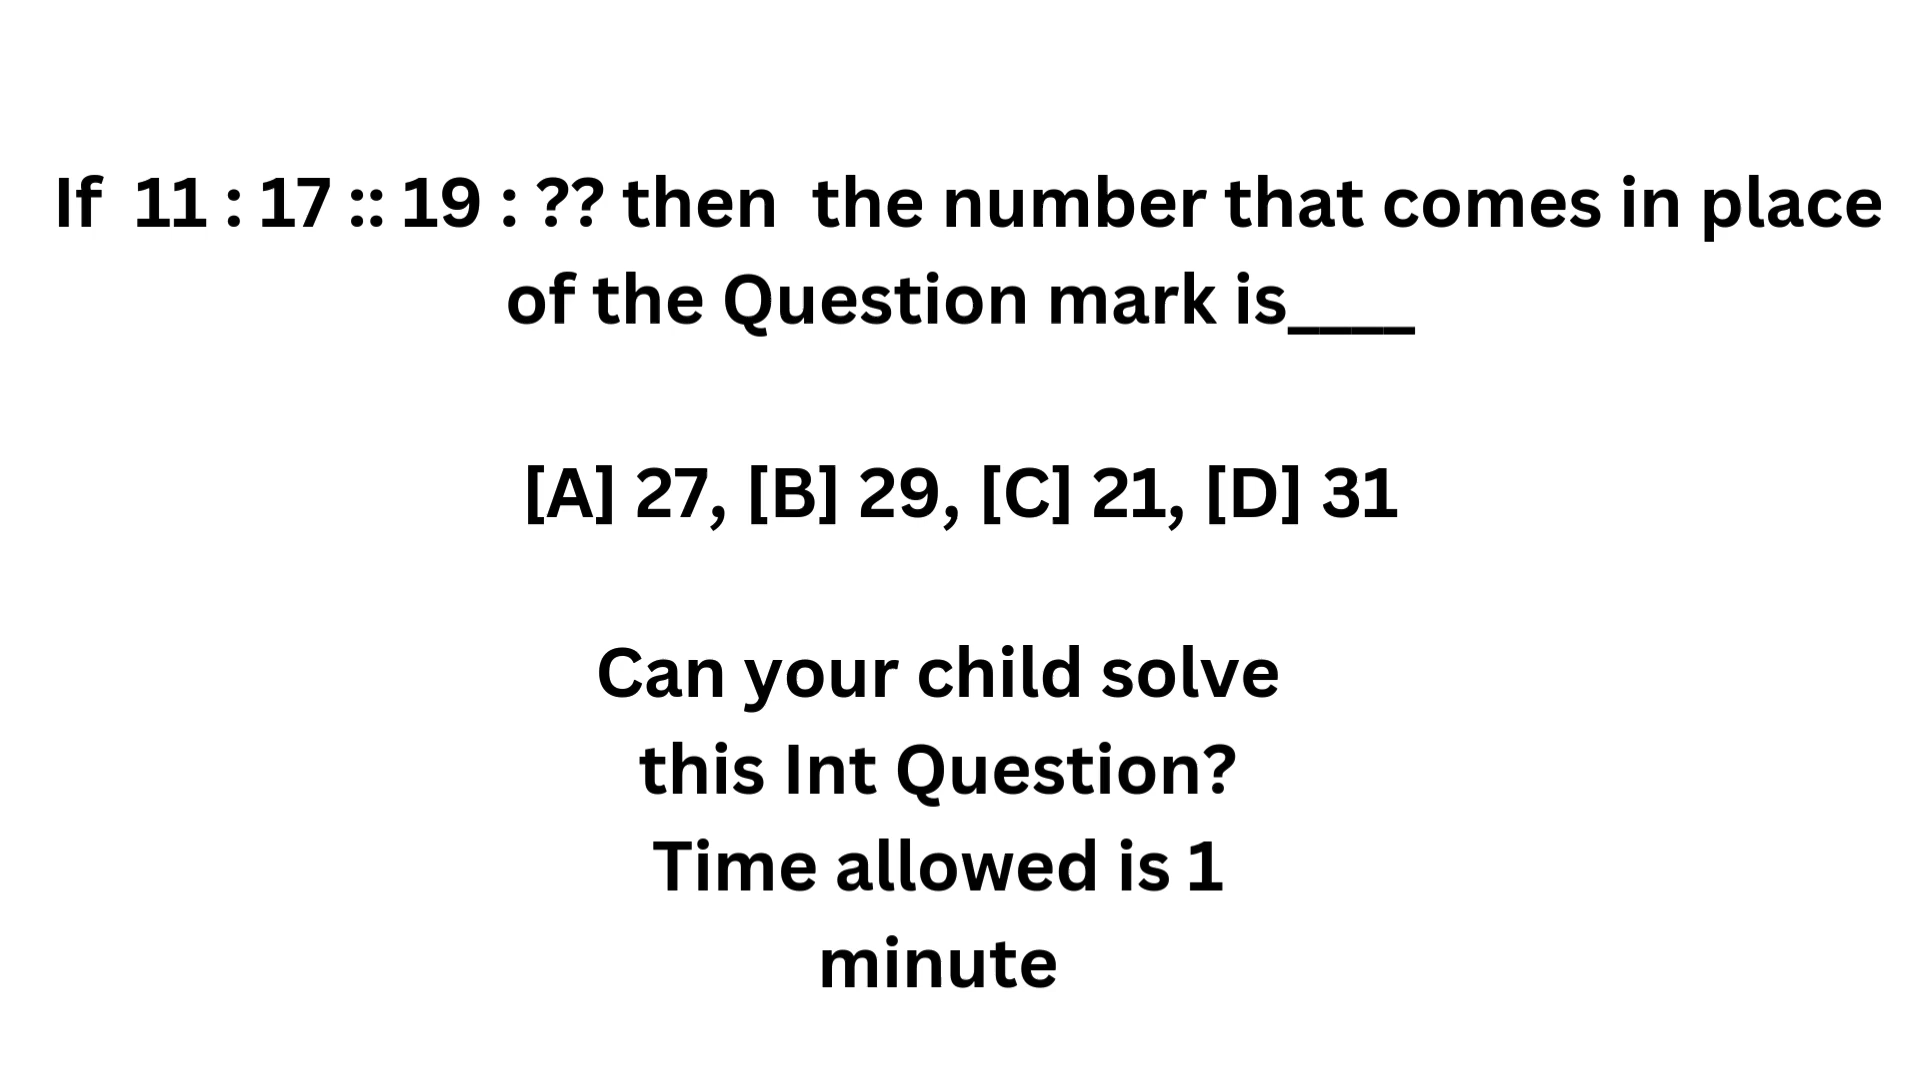 If 11 : 17 :: 19 : ?? then the number that comes in place
of the Question mark is____
[A] 27, [B] 29, [C] 21, [D] 31
Can your child solve
this Int Question?
Time allowed is 1
minute